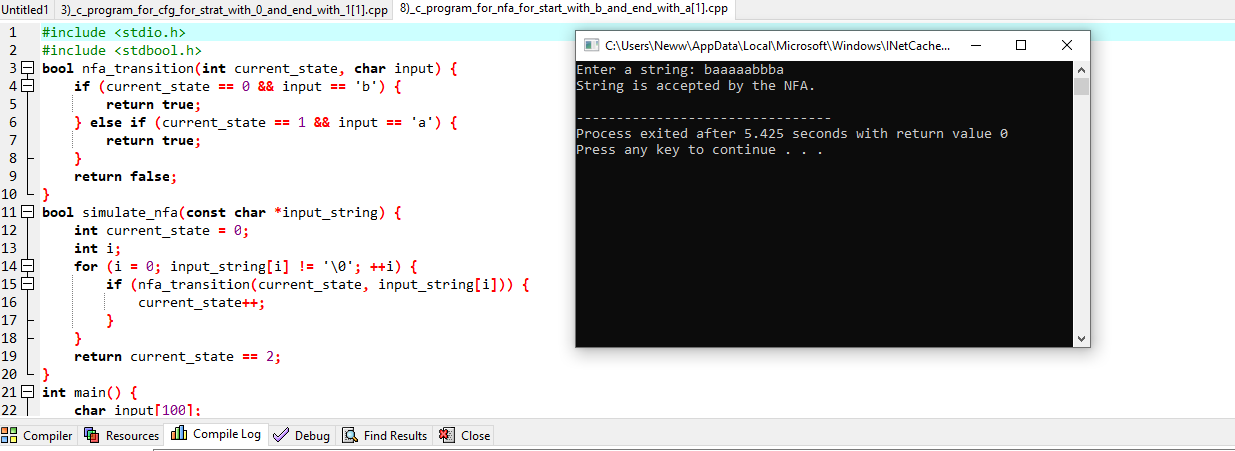 Untitled1 3)_c_program_for_cfg_for_strat_with_0_and_end_with_1[1].cpp 8)_c_program_for_nfa_for_start_with_b_and_end_with_a[1].cpp
1 #include <stdio.h>
2 #include <stdbool.h>
3 bool nfa_transition(int current_state, char input) {
4 if (current_state == 0 && input == 'b') {
5 return true;
6 } else if (current_state == 1 && input == 'a') {
7 return true;
8 }
9 return false;
10 }
11 bool simulate_nfa(const char *input_string) {
12 int current_state = 0;
13 int i;
14 for (i = 0; input_string[i] != '\0'; ++i) {
15 if (nfa_transition(current_state, input_string[i])) {
16 current_state++;
17 }
18 }
19 return current_state == 2;
20 }
21 int main() {
22 char input[100];
C:\Users\Neww\AppData\Local\Microsoft\Windows\INetCache...
Enter a string: baaaaabbba
String is accepted by the NFA.
--------------------------------
Process exited after 5.425 seconds with return value 0
Press any key to continue . . .
Compiler Resources Compile Log Debug Find Results Close